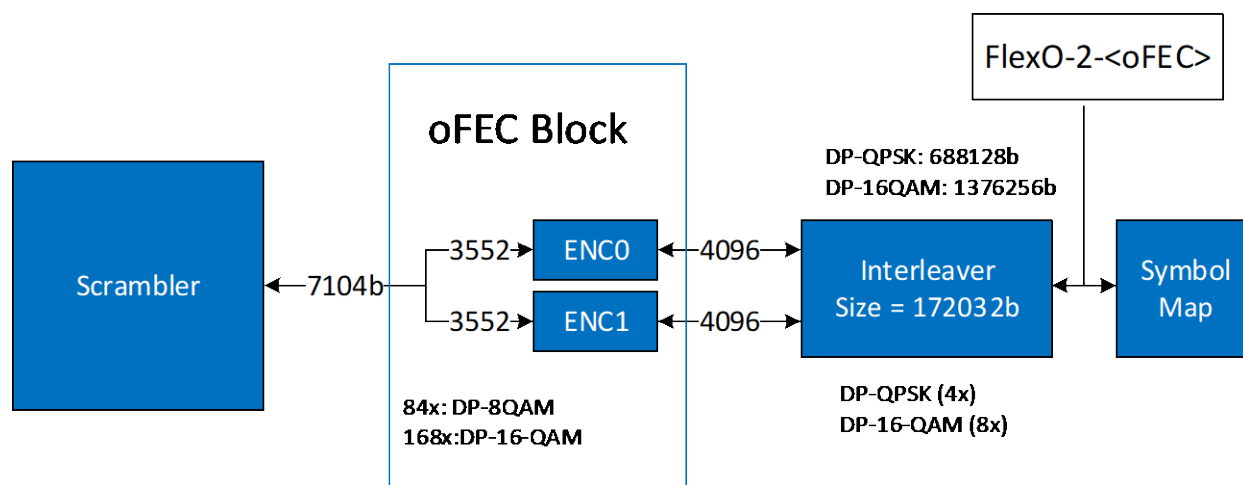 FlexO-2-<oFEC>
oFEC Block
DP-QPSK: 688128b
DP-16QAM: 1376256b
Scrambler
7104b
3552
ENC0
4096
3552
ENC1
4096
Interleaver
Size = 172032b
Symbol
Map
84x: DP-8QAM
168x:DP-16-QAM
DP-QPSK (4x)
DP-16-QAM (8x)